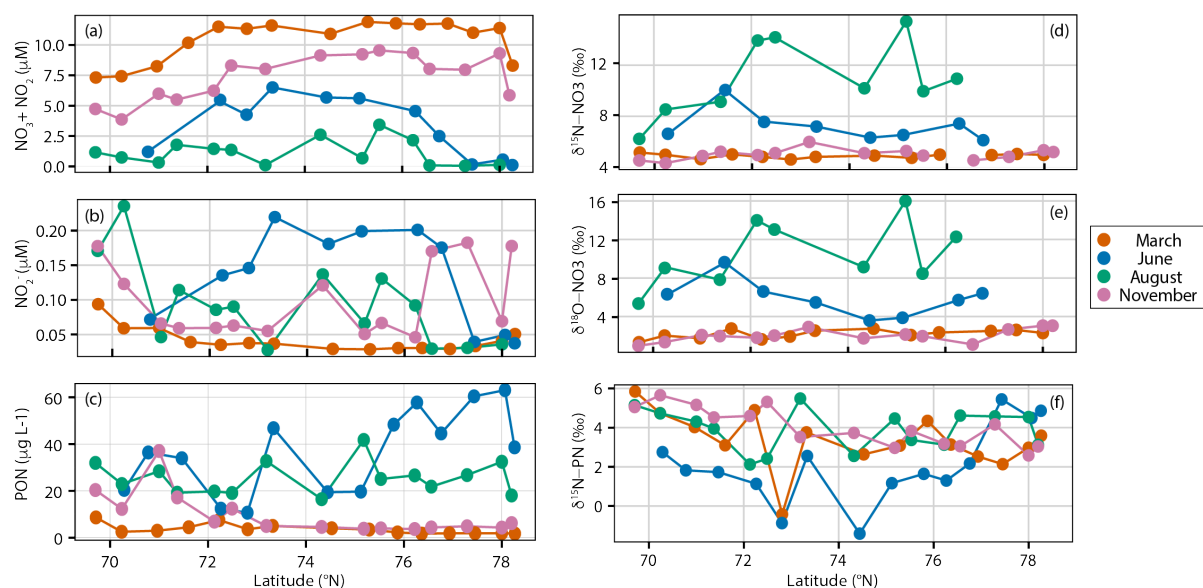 (a)
NO3+ NO2 (μM)
10.0
7.5
5.0
2.5
0.0
(b)
NO2- (μM)
0.20
0.15
0.10
0.05
(c)
PON (μg L-1)
60
40
20
0
70 72 74 76 78
Latitude (°N)
(d)
δ¹⁵N−NO3 (‰)
12
8
4
(e)
δ¹⁸O−NO3 (‰)
16
12
8
4
(f)
δ¹⁵N−PN (‰)
6
4
2
0
70 72 74 76 78
Latitude (°N)
March
June
August
November